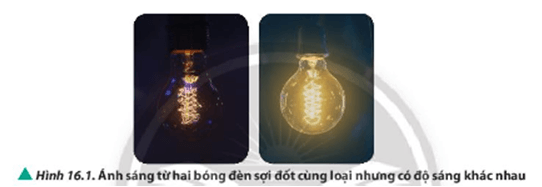 Hình 16.1. Ánh sáng từ hai bóng đèn sợi đốt cùng loại nhưng có độ sáng khác nhau